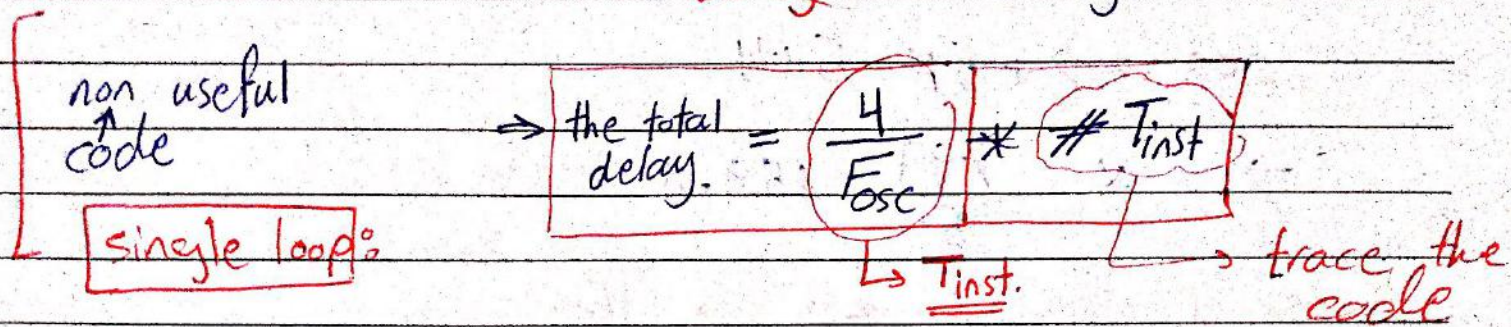 non useful
↑
code
⇒ the total delay. = 4 / Fosc * # Tinst.
single loop:
↳ Tinst.
→ trace the
code